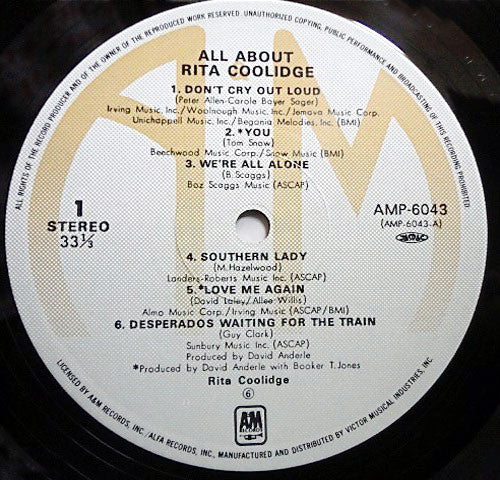 ALL RIGHTS OF THE RECORD PRODUCER AND OF THE OWNER OF THE REPRODUCED WORK RESERVED. UNAUTHORIZED COPYING, PUBLIC PERFORMANCE AND BROADCASTING OF THIS RECORD PROHIBITED.
ALL ABOUT
RITA COOLIDGE
1. DON'T CRY OUT LOUD
(Peter Allen-Carole Bayer Sager)
Irving Music, Inc./Woolnough Music, Inc./Jemava Music Corp.
Unichappell Music, Inc./Begonia Melodies, Inc. (BMI)
2. *YOU
(Tom Snow)
Beechwood Music Corp./Snow Music (BMI)
3. WE'RE ALL ALONE
(B. Scaggs)
Boz Scaggs Music (ASCAP)
1
STEREO
33⅓
AMP-6043
(AMP-6043-A)
4. SOUTHERN LADY
(M. Hazelwood)
Landers-Roberts Music Inc. (ASCAP)
5. *LOVE ME AGAIN
(David Lasley/Allee Willis)
Almo Music Corp./Irving Music (ASCAP/BMI)
6. DESPERADOS WAITING FOR THE TRAIN
(Guy Clark)
Sunbury Music Inc. (ASCAP)
Produced by David Anderle
*Produced by David Anderle with Booker T. Jones
Rita Coolidge
6
A&M
RECORDS
LICENSED BY A&M RECORDS, INC./ALFA RECORDS, INC. MANUFACTURED AND DISTRIBUTED BY VICTOR MUSICAL INDUSTRIES, INC.